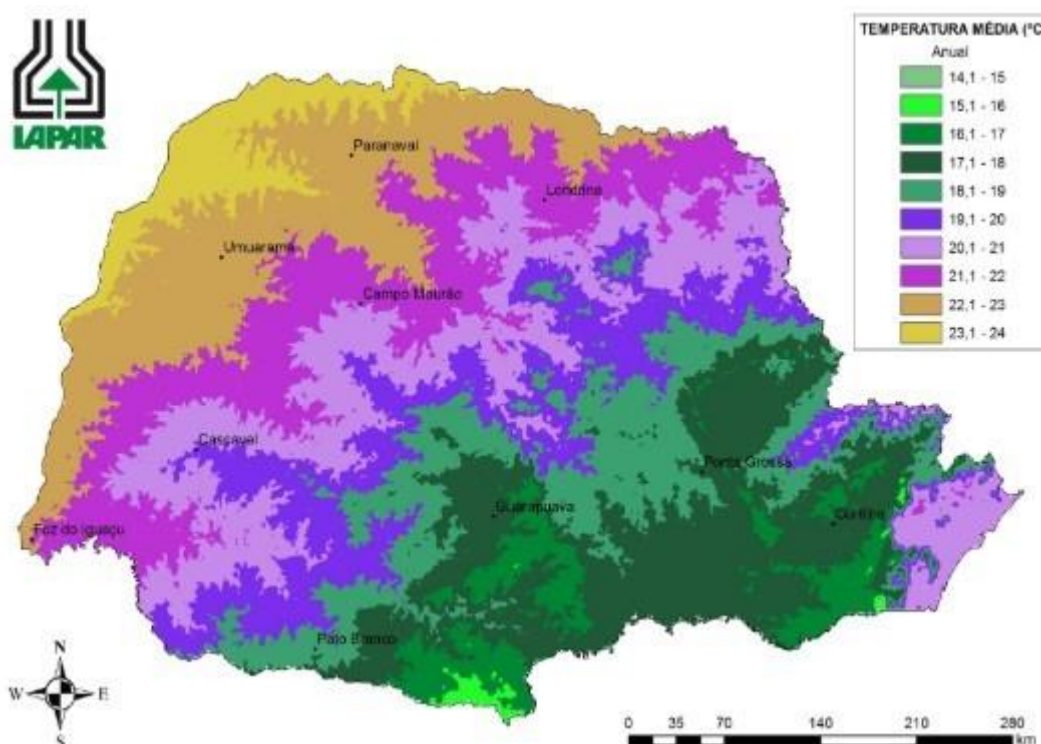 IAPAR
TEMPERATURA MÉDIA (ºC
Anual
14,1 - 15
15,1 - 16
16,1 - 17
17,1 - 18
18,1 - 19
19,1 - 20
20,1 - 21
21,1 - 22
22,1 - 23
23,1 - 24
Paranavaí
Londrina
Umuarama
Campo Mourão
Cascavel
Ponta Grossa
Guarapuava
Curitiba
Foz do Iguaçu
Pato Branco
N
W
E
S
0 35 70 140 210 280
km